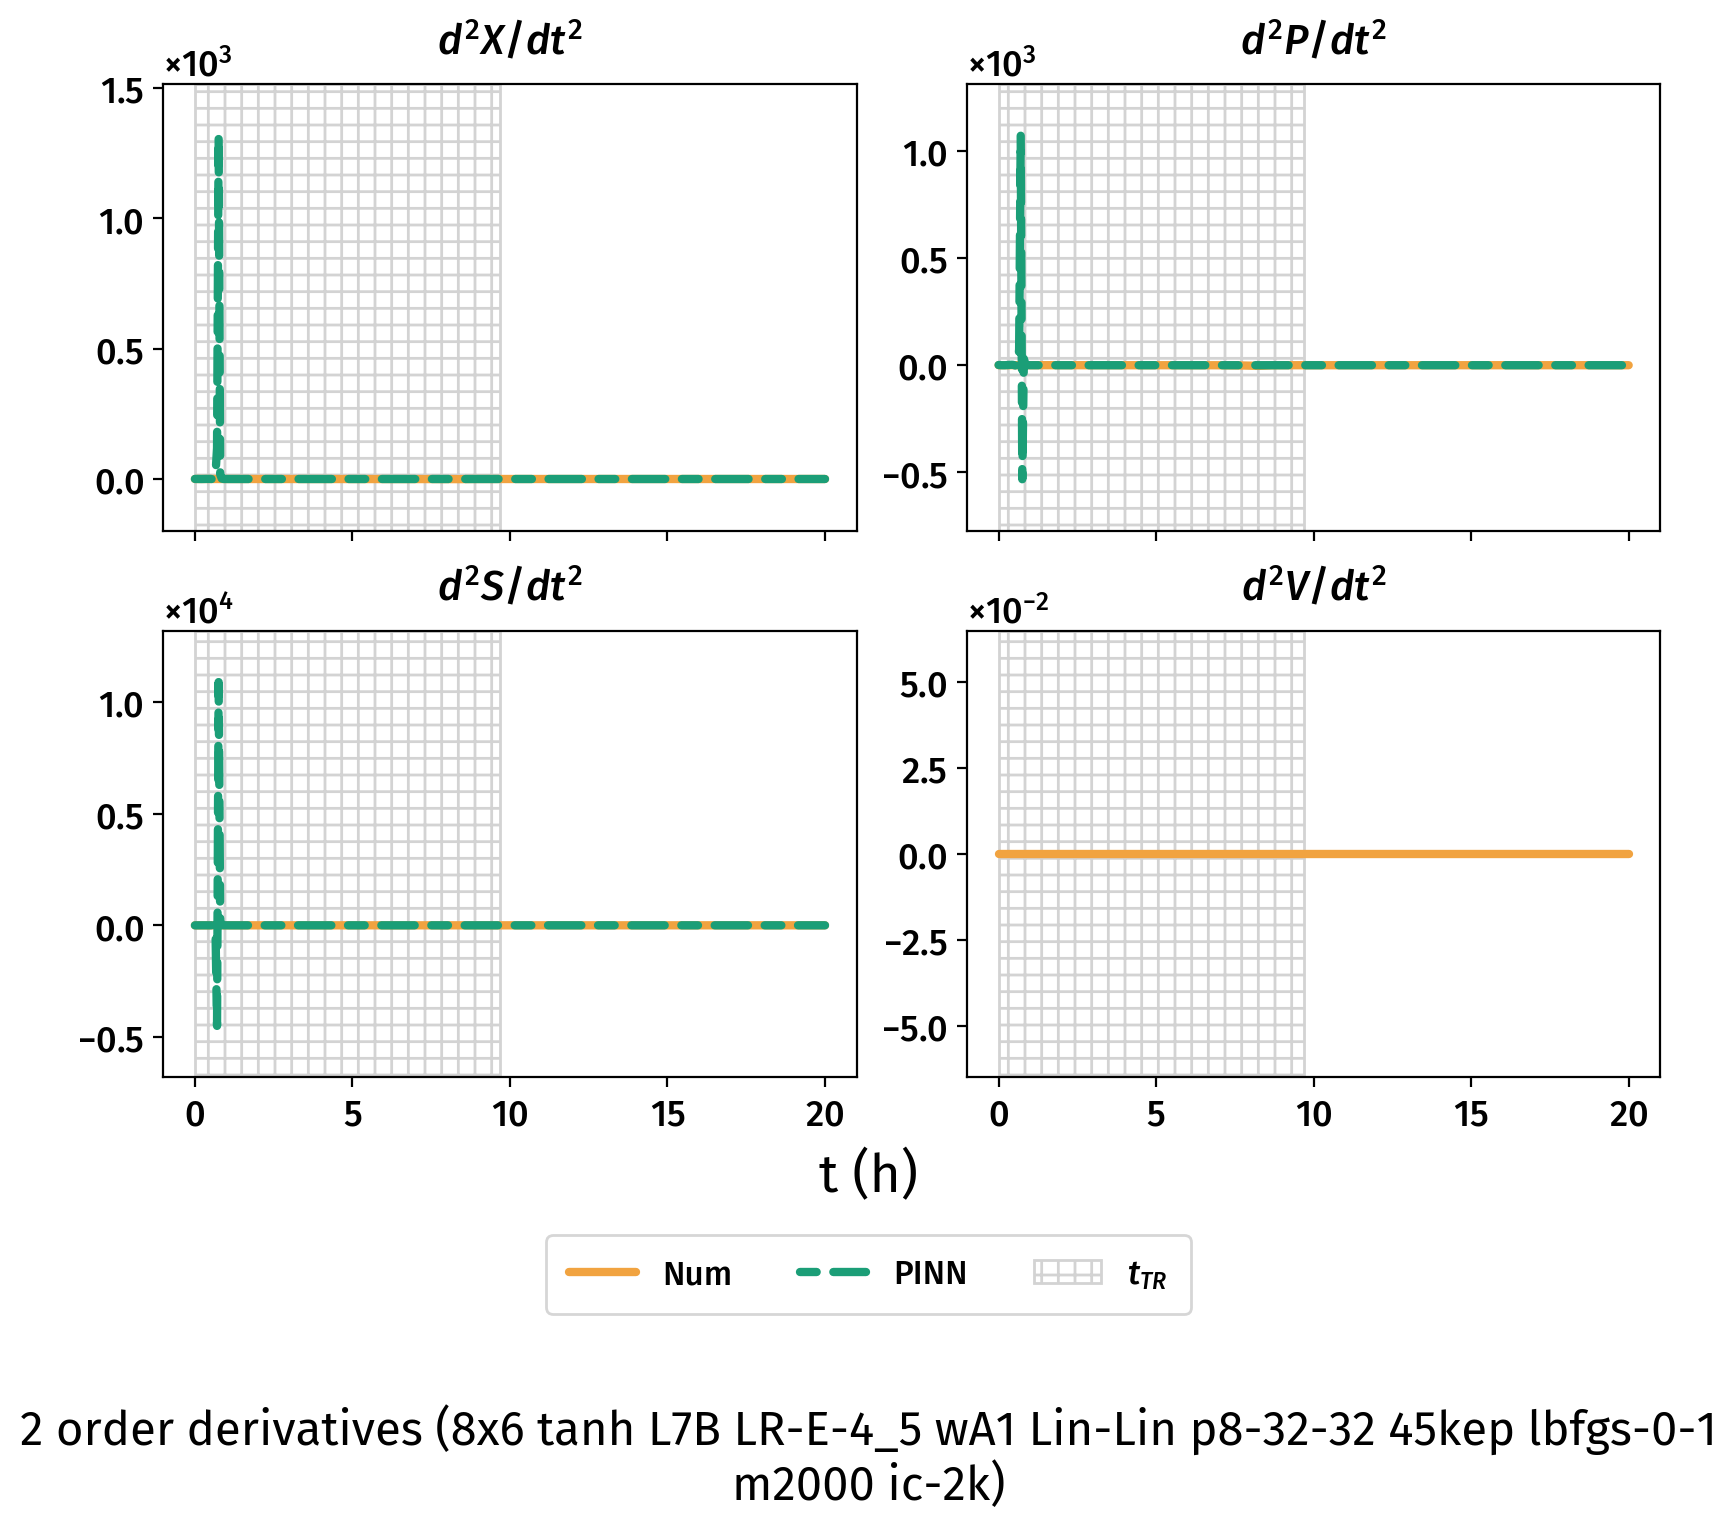 d²X/dt²
×10³
1.5
1.0
0.5
0.0
d²P/dt²
×10³
1.0
0.5
0.0
−0.5
d²S/dt²
×10⁴
1.0
0.5
0.0
−0.5
0 5 10 15 20
d²V/dt²
×10⁻²
5.0
2.5
0.0
−2.5
−5.0
0 5 10 15 20
t (h)
Num PINN t_TR
2 order derivatives (8x6 tanh L7B LR-E-4_5 wA1 Lin-Lin p8-32-32 45kep lbfgs-0-1
m2000 ic-2k)